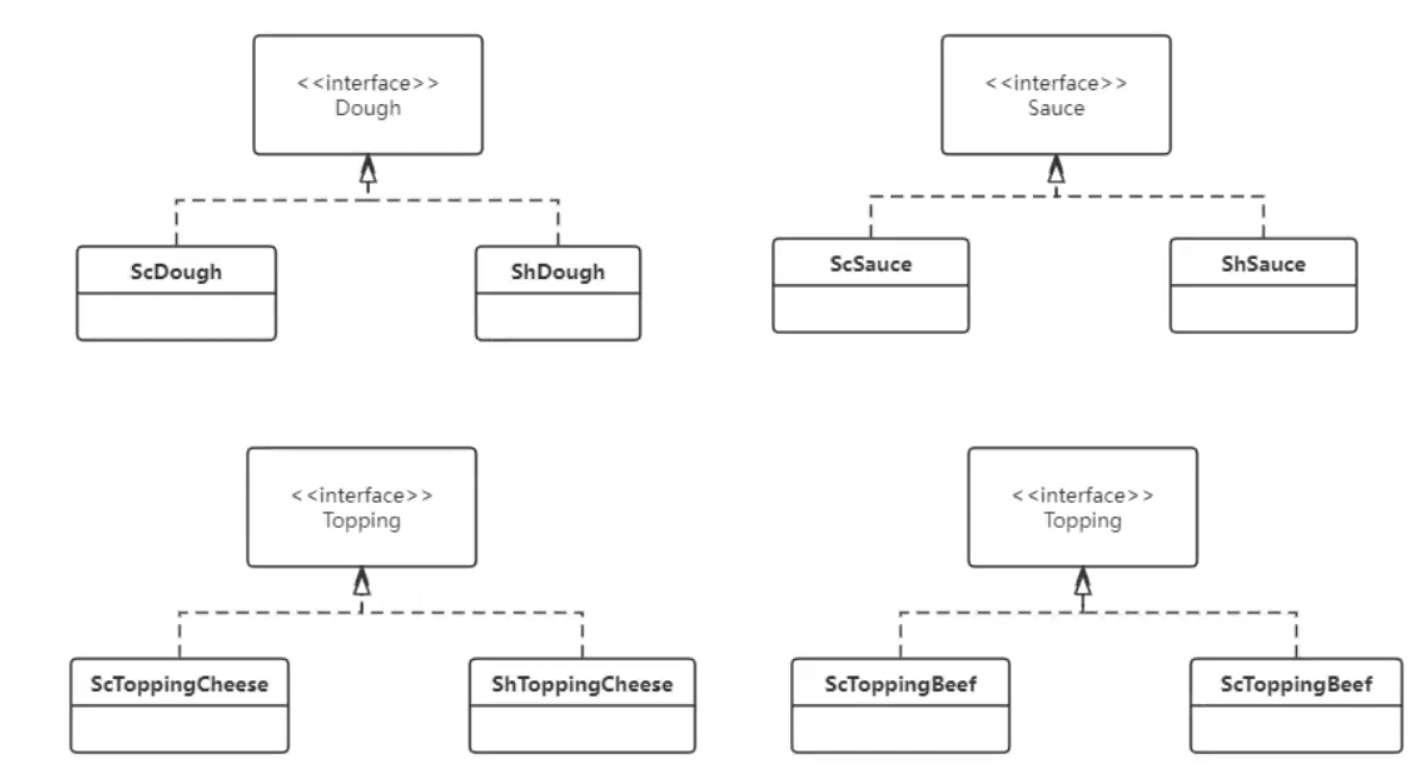 <<interface>>
Dough
<<interface>>
Sauce
ScDough
ShDough
ScSauce
ShSauce
<<interface>>
Topping
<<interface>>
Topping
ScToppingCheese
ShToppingCheese
ScToppingBeef
ScToppingBeef